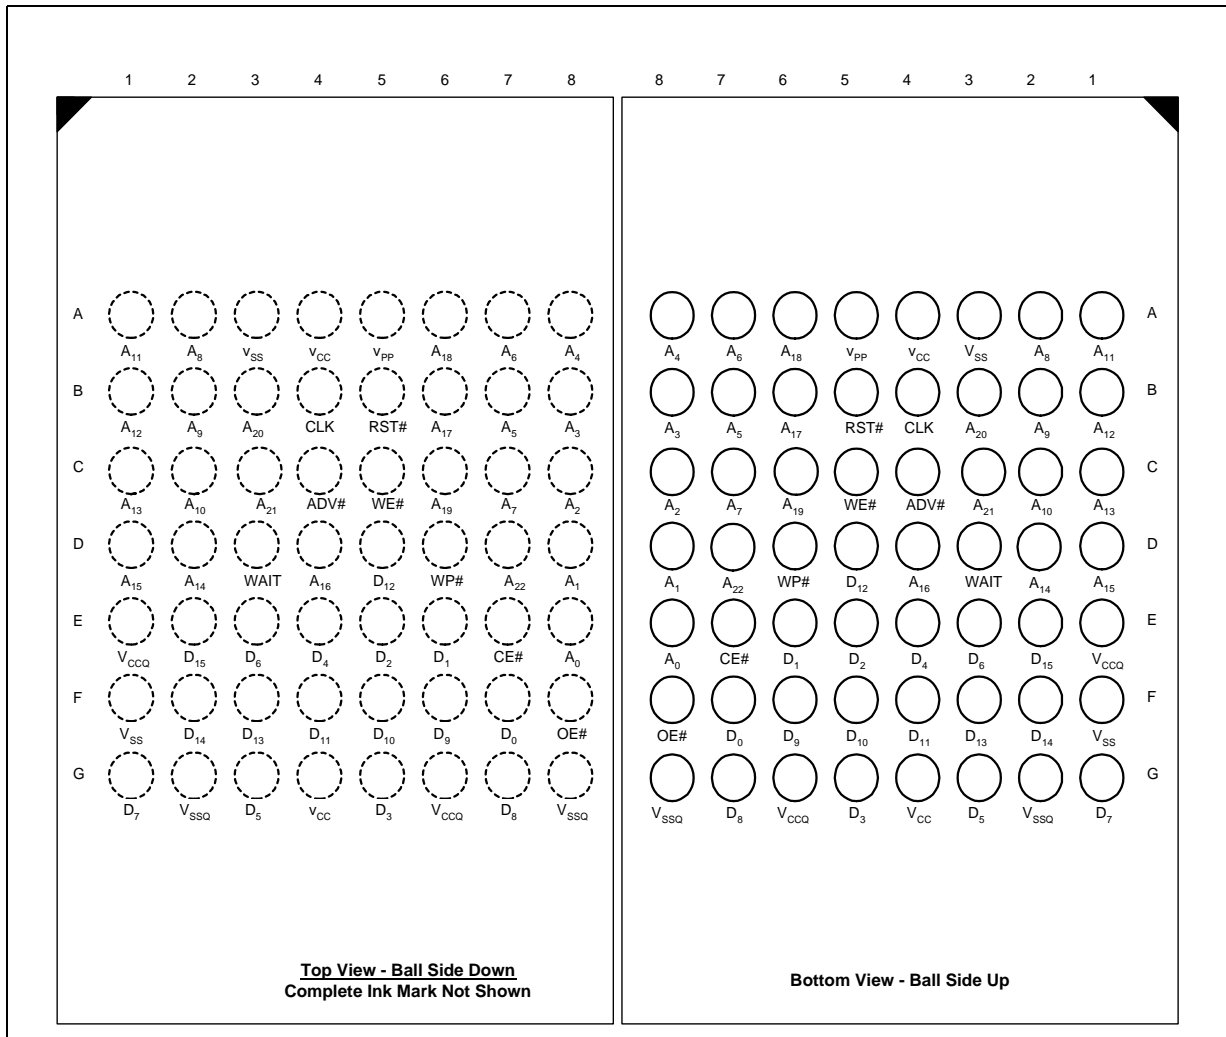 1 2 3 4 5 6 7 8
A
A11 A8 vSS vCC vPP A18 A6 A4
B
A12 A9 A20 CLK RST# A17 A5 A3
C
A13 A10 A21 ADV# WE# A19 A7 A2
D
A15 A14 WAIT A16 D12 WP# A22 A1
E
VCCQ D15 D6 D4 D2 D1 CE# A0
F
VSS D14 D13 D11 D10 D9 D0 OE#
G
D7 VSSQ D5 vCC D3 VCCQ D8 VSSQ
Top View - Ball Side Down
Complete Ink Mark Not Shown
8 7 6 5 4 3 2 1
A
A4 A6 A18 vPP vCC VSS A8 A11
B
A3 A5 A17 RST# CLK A20 A9 A12
C
A2 A7 A19 WE# ADV# A21 A10 A13
D
A1 A22 WP# D12 A16 WAIT A14 A15
E
A0 CE# D1 D2 D4 D6 D15 VCCQ
F
OE# D0 D9 D10 D11 D13 D14 VSS
G
VSSQ D8 VCCQ D3 VCC D5 VSSQ D7
Bottom View - Ball Side Up